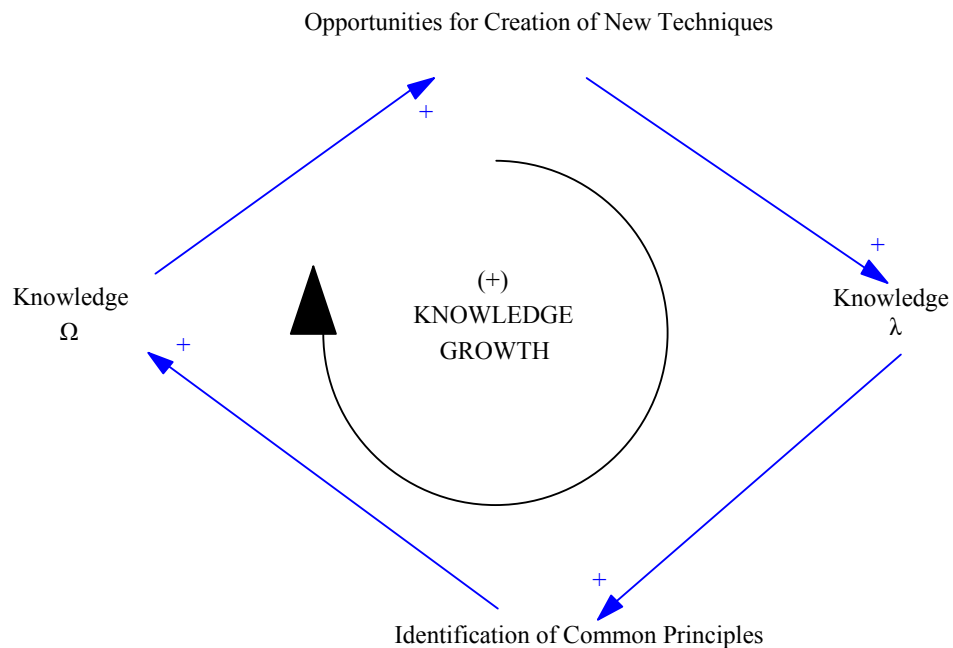 Opportunities for Creation of New Techniques
+
+
(+)
KNOWLEDGE
GROWTH
Knowledge
Ω
Knowledge
λ
+
+
Identification of Common Principles